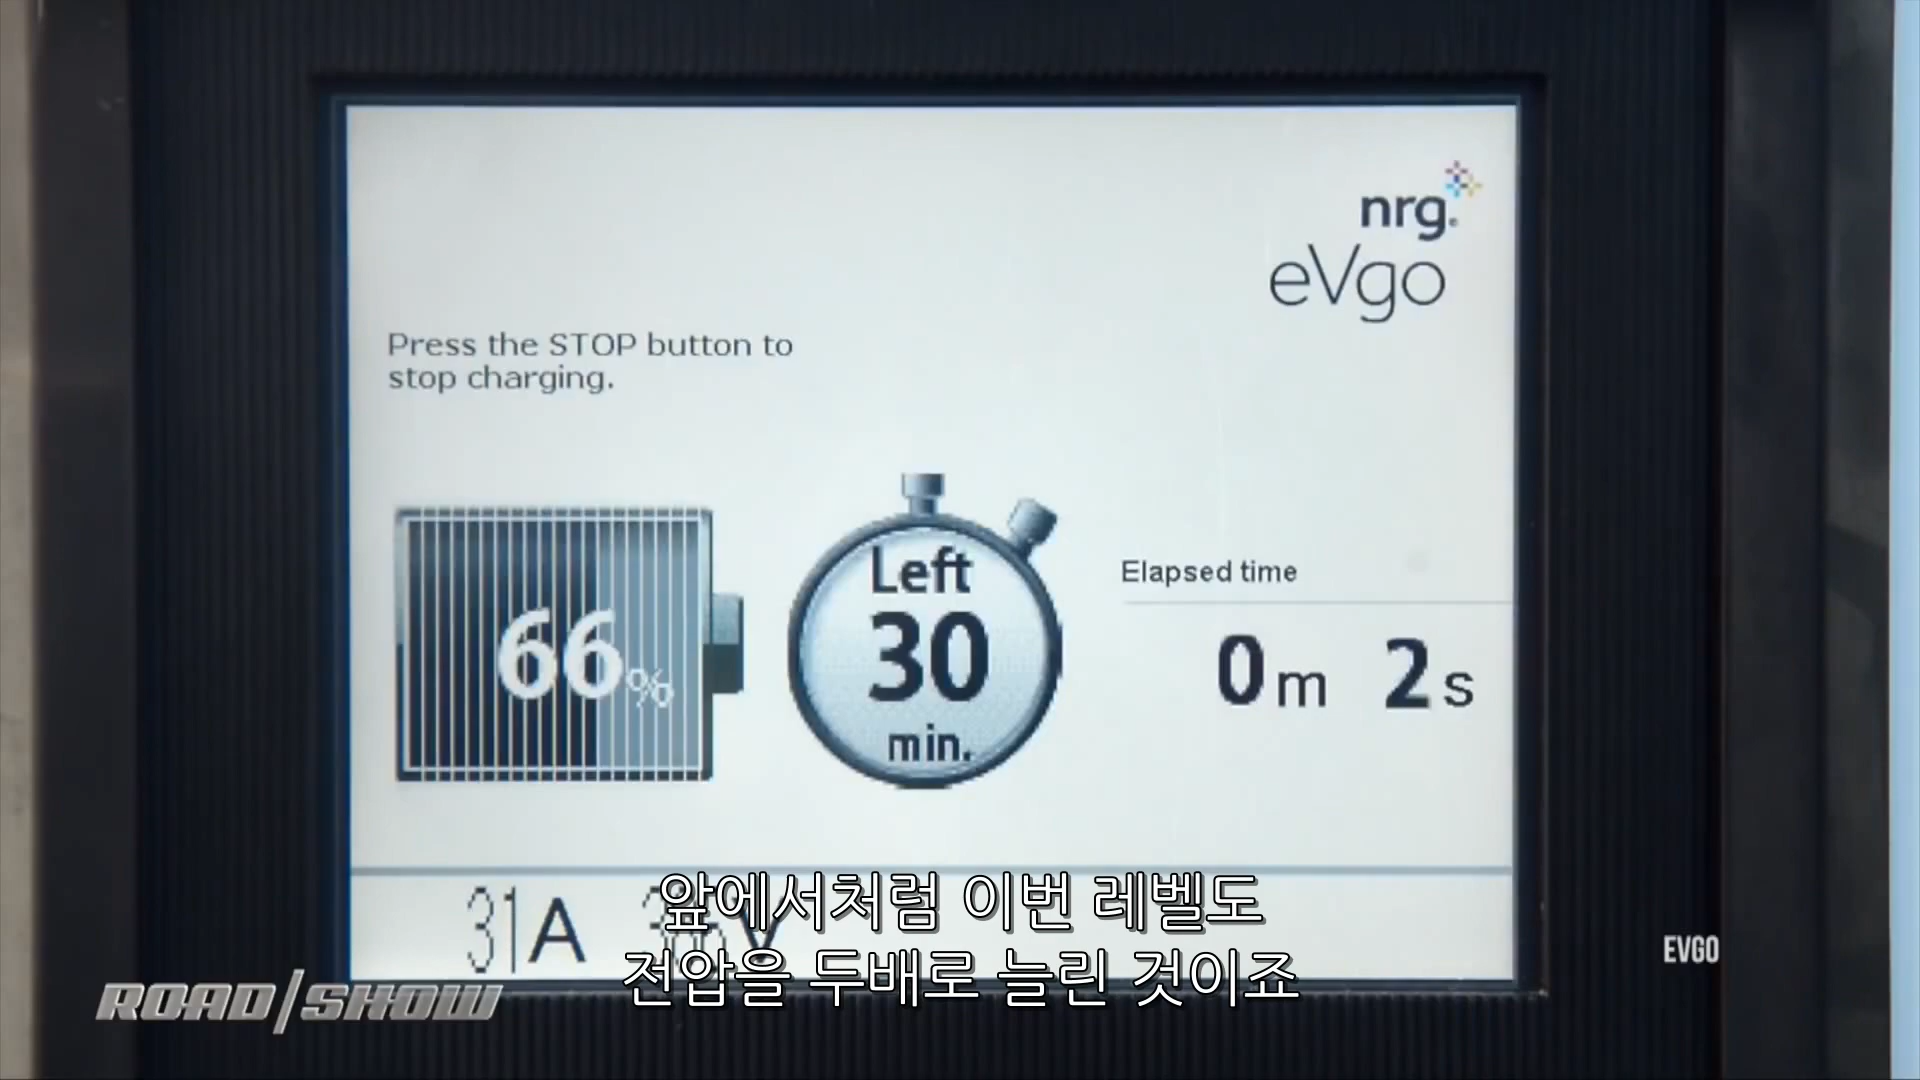 nrg.
eVgo
Press the STOP button to
stop charging.
66%
Left
30
min.
Elapsed time
0m 2s
31A
앞에서처럼 이번 레벨도
전압을 두배로 늘린 것이죠
EVGO
ROAD/SHOW